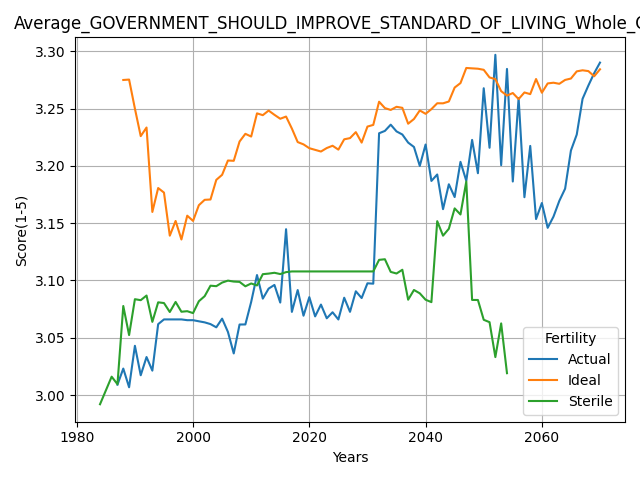 Average_GOVERNMENT_SHOULD_IMPROVE_STANDARD_OF_LIVING_Whole_
Score(1-5)
3.30
3.25
3.20
3.15
3.10
3.05
3.00
1980
2000
2020
2040
2060
Years
Fertility
Actual
Ideal
Sterile